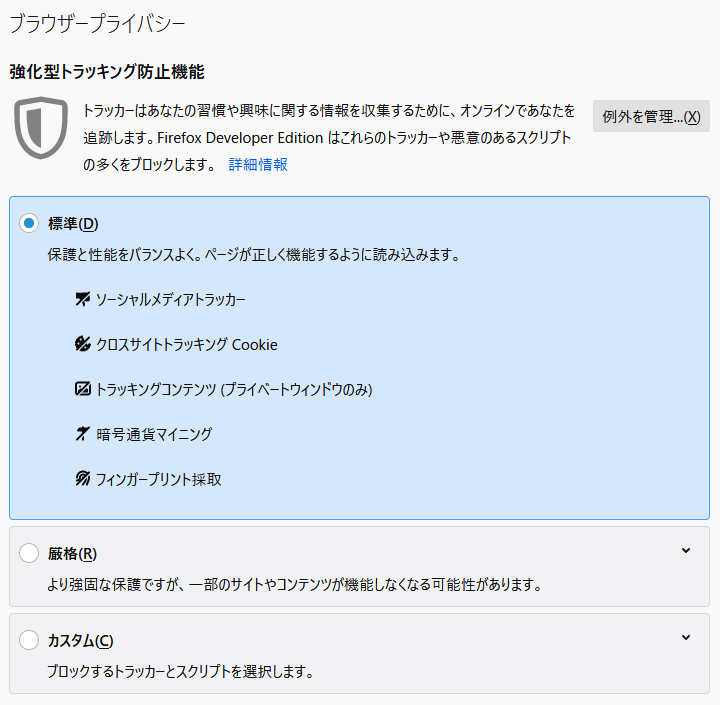 ブラウザープライバシー
強化型トラッキング防止機能
トラッカーはあなたの習慣や興味に関する情報を収集するために、オンラインであなたを
追跡します。Firefox Developer Edition はこれらのトラッカーや悪意のあるスクリプト
の多くをブロックします。 詳細情報
例外を管理...(X)
標準(D)
保護と性能をバランスよく。ページが正しく機能するように読み込みます。
ソーシャルメディアトラッカー
クロスサイトトラッキング Cookie
トラッキングコンテンツ (プライベートウィンドウのみ)
暗号通貨マイニング
フィンガープリント採取
厳格(R)
より強固な保護ですが、一部のサイトやコンテンツが機能しなくなる可能性があります。
カスタム(C)
ブロックするトラッカーとスクリプトを選択します。